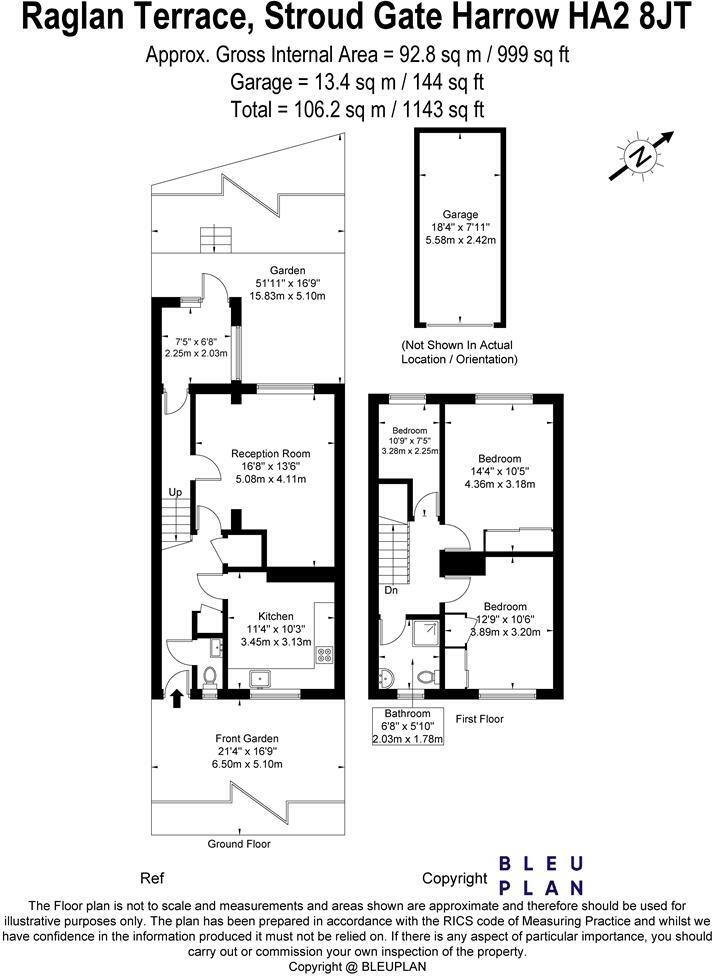 Raglan Terrace, Stroud Gate Harrow HA2 8JT
Approx. Gross Internal Area = 92.8 sq m / 999 sq ft
Garage = 13.4 sq m / 144 sq ft
Total = 106.2 sq m / 1143 sq ft
N
Garage
18'4" x 7'11"
5.58m x 2.42m
(Not Shown In Actual
Location / Orientation)
Garden
51'11" x 16'9"
15.83m x 5.10m
7'5" x 6'8"
2.25m x 2.03m
Reception Room
16'8" x 13'6"
5.08m x 4.11m
Up
Kitchen
11'4" x 10'3"
3.45m x 3.13m
Front Garden
21'4" x 16'9"
6.50m x 5.10m
Ground Floor
Bedroom
10'9" x 7'5"
3.28m x 2.25m
Bedroom
14'4" x 10'5"
4.36m x 3.18m
Dn
Bedroom
12'9" x 10'6"
3.89m x 3.20m
Bathroom
6'8" x 5'10"
2.03m x 1.78m
First Floor
Ref
Copyright
BLEU
PLAN
The Floor plan is not to scale and measurements and areas shown are approximate and therefore should be used for
illustrative purposes only. The plan has been prepared in accordance with the RICS code of Measuring Practice and whilst we
have confidence in the information produced it must not be relied on. If there is any aspect of particular importance, you should
carry out or commission your own inspection of the property.
Copyright @ BLEUPLAN